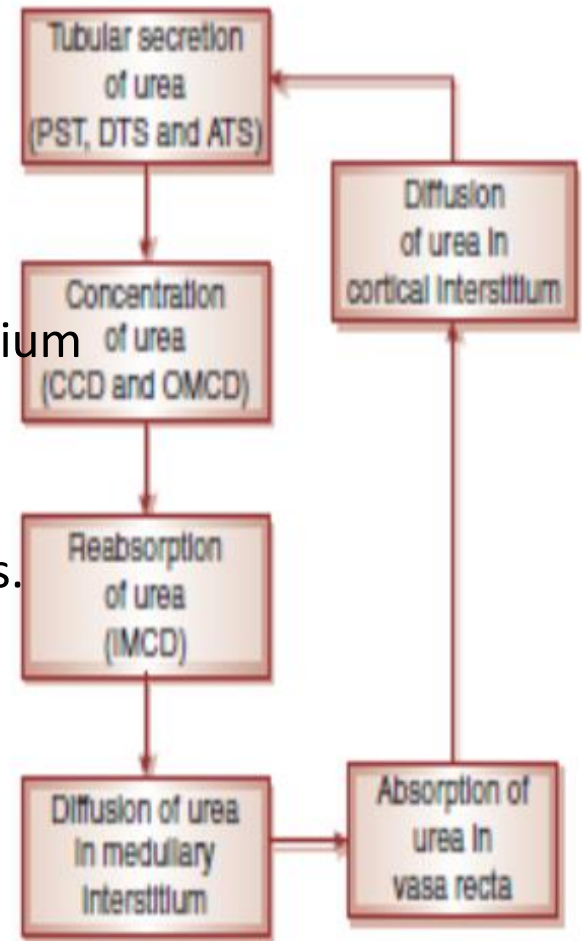 Tubular secretion
of urea
(PST, DTS and ATS)
Diffusion
of urea in
cortical interstitium
Concentration
of urea
(CCD and OMCD)
ium
Reabsorption
of urea
(IMCD)
s.
Diffusion of urea
in medullary
interstitium
Absorption of
urea in
vasa recta